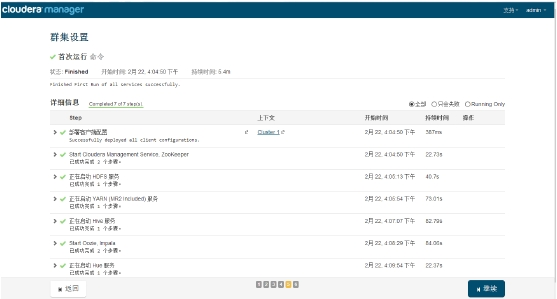 cloudera manager
支持 admin
群集设置
首次运行 命令
状态: Finished 开始时间: 2月 22, 4:04:50 下午 持续时间: 5.4m
Finished First Run of all services successfully.
详细信息 Completed 7 of 7 step(s). 全部 只含失败 Running Only
Step 上下文 开始时间 持续时间 操作
部署客户端配置 Cluster 1 2月 22, 4:04:50 下午 367ms
Successfully deployed all client configurations.
Start Cloudera Management Service, ZooKeeper 2月 22, 4:04:50 下午 22.73s
已成功完成 2 个步骤。
正在启动 HDFS 服务 2月 22, 4:05:13 下午 40.7s
已成功完成 1 个步骤。
正在启动 YARN (MR2 Included) 服务 2月 22, 4:05:54 下午 73.01s
已成功完成 1 个步骤。
正在启动 Hive 服务 2月 22, 4:07:07 下午 82.79s
已成功完成 1 个步骤。
Start Oozie, Impala 2月 22, 4:08:29 下午 84.06s
已成功完成 2 个步骤。
正在启动 Hue 服务 2月 22, 4:09:54 下午 22.37s
已成功完成 1 个步骤。
返回 1 2 3 4 5 6 继续